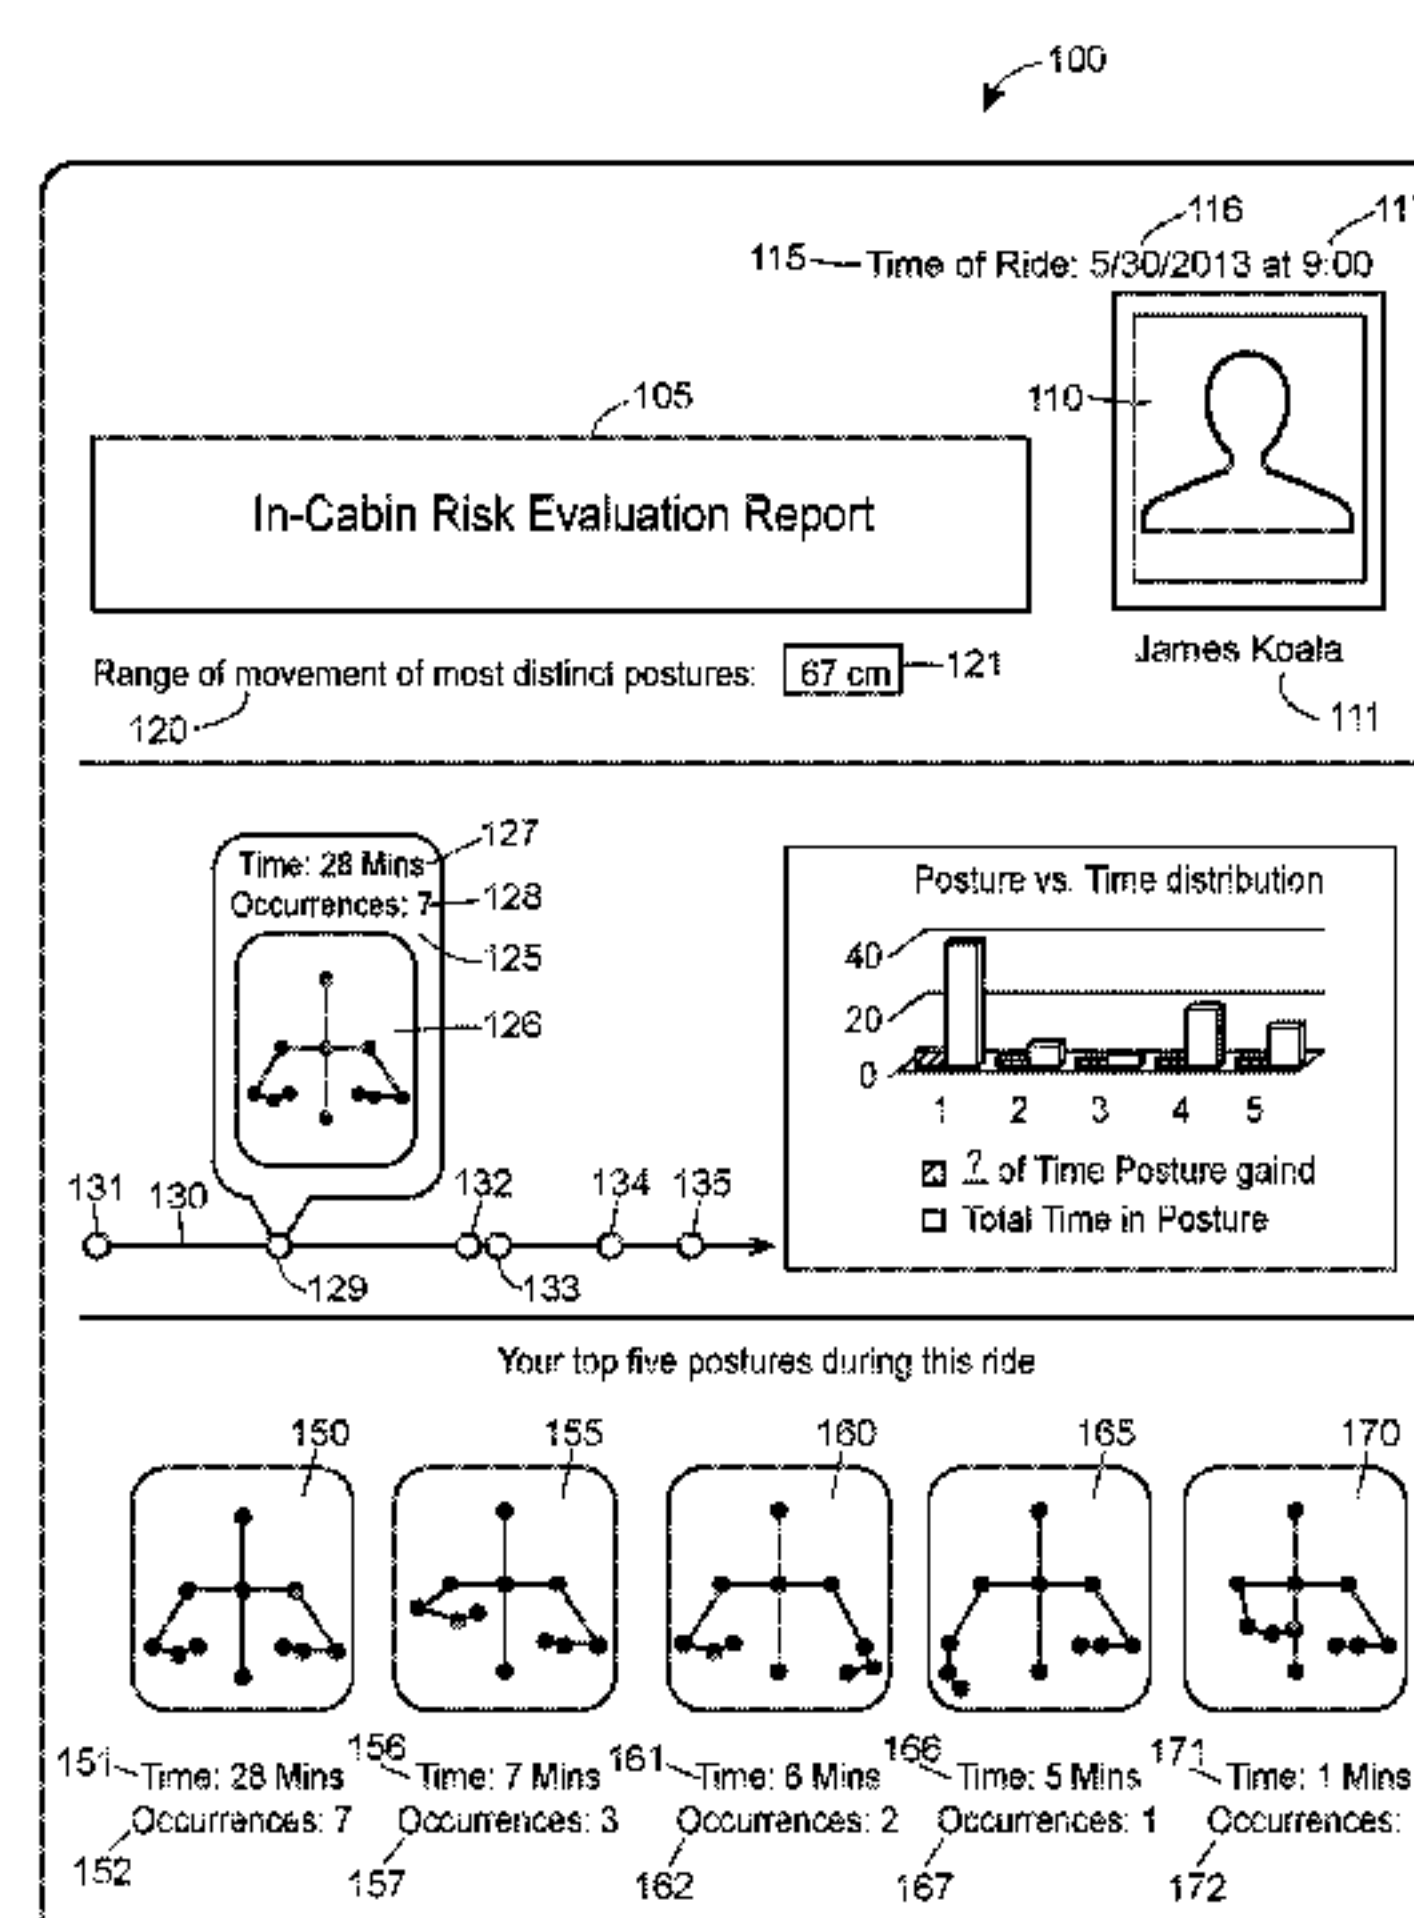 100
116
115 Time of Ride: 5/30/2013 at 9:00
110
105
In-Cabin Risk Evaluation Report
James Koala
111
Range of movement of most distinct postures: 67 cm 121
120
Time: 28 Mins 127
Occurrences: 7 128
125
126
131 130 132 134 135
129 133
Posture vs. Time distribution
40
20
0
1 2 3 4 5
? of Time Posture gaind
Total Time in Posture
Your top five postures during this ride
150 155 160 165 170
151 156 161 166 171
Time: 28 Mins Time: 7 Mins Time: 6 Mins Time: 5 Mins Time: 1 Mins
Occurrences: 7 Occurrences: 3 Occurrences: 2 Occurrences: 1 Occurrences:
152 157 162 167 172